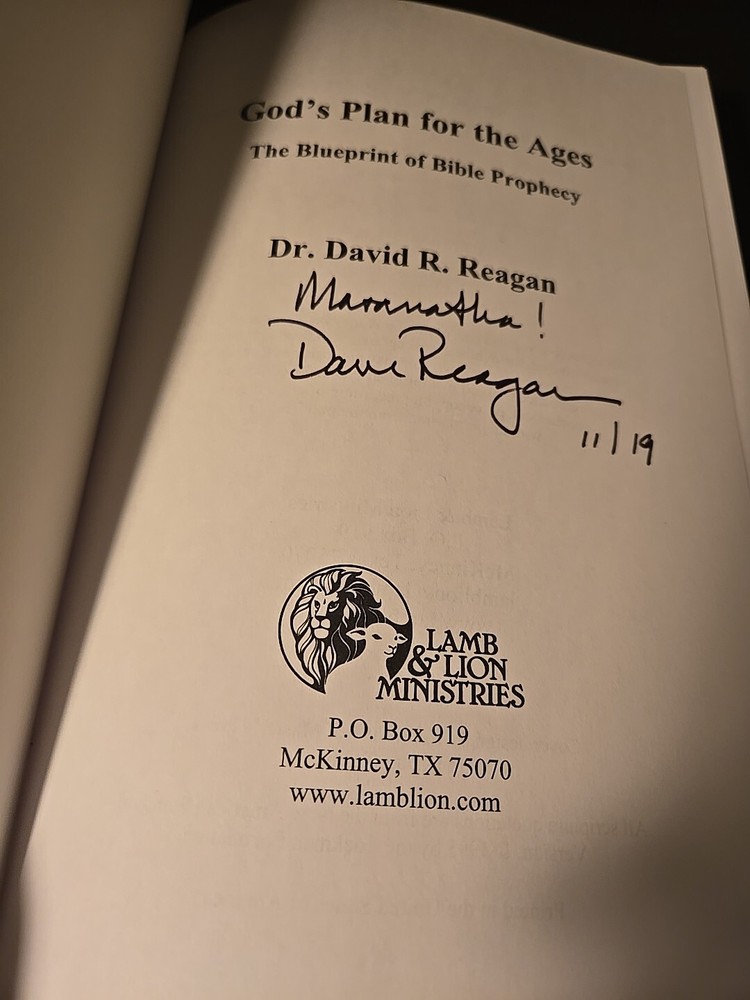 God's Plan for the Ages
The Blueprint of Bible Prophecy
Dr. David R. Reagan
Maranatha!
Dave Reagan
11/19
LAMB
& LION
MINISTRIES
P.O. Box 919
McKinney, TX 75070
www.lamblion.com